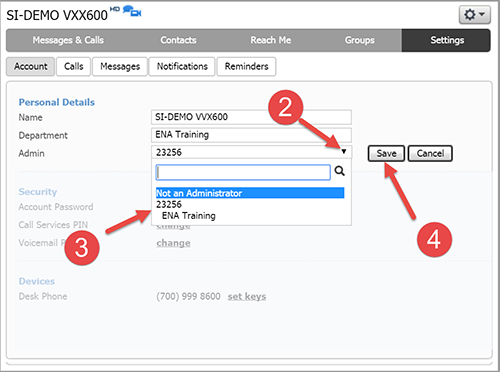 SI-DEMO VXX600 HD
Messages & Calls Contacts Reach Me Groups Settings
Account Calls Messages Notifications Reminders
Personal Details
Name SI-DEMO VVX600
Department ENA Training
2
Admin 23256 Save Cancel
Not an Administrator
Security
23256
Account Password
ENA Training
3
4
Call Services PIN change
Voicemail change
Devices
Desk Phone (700) 999 8600 set keys